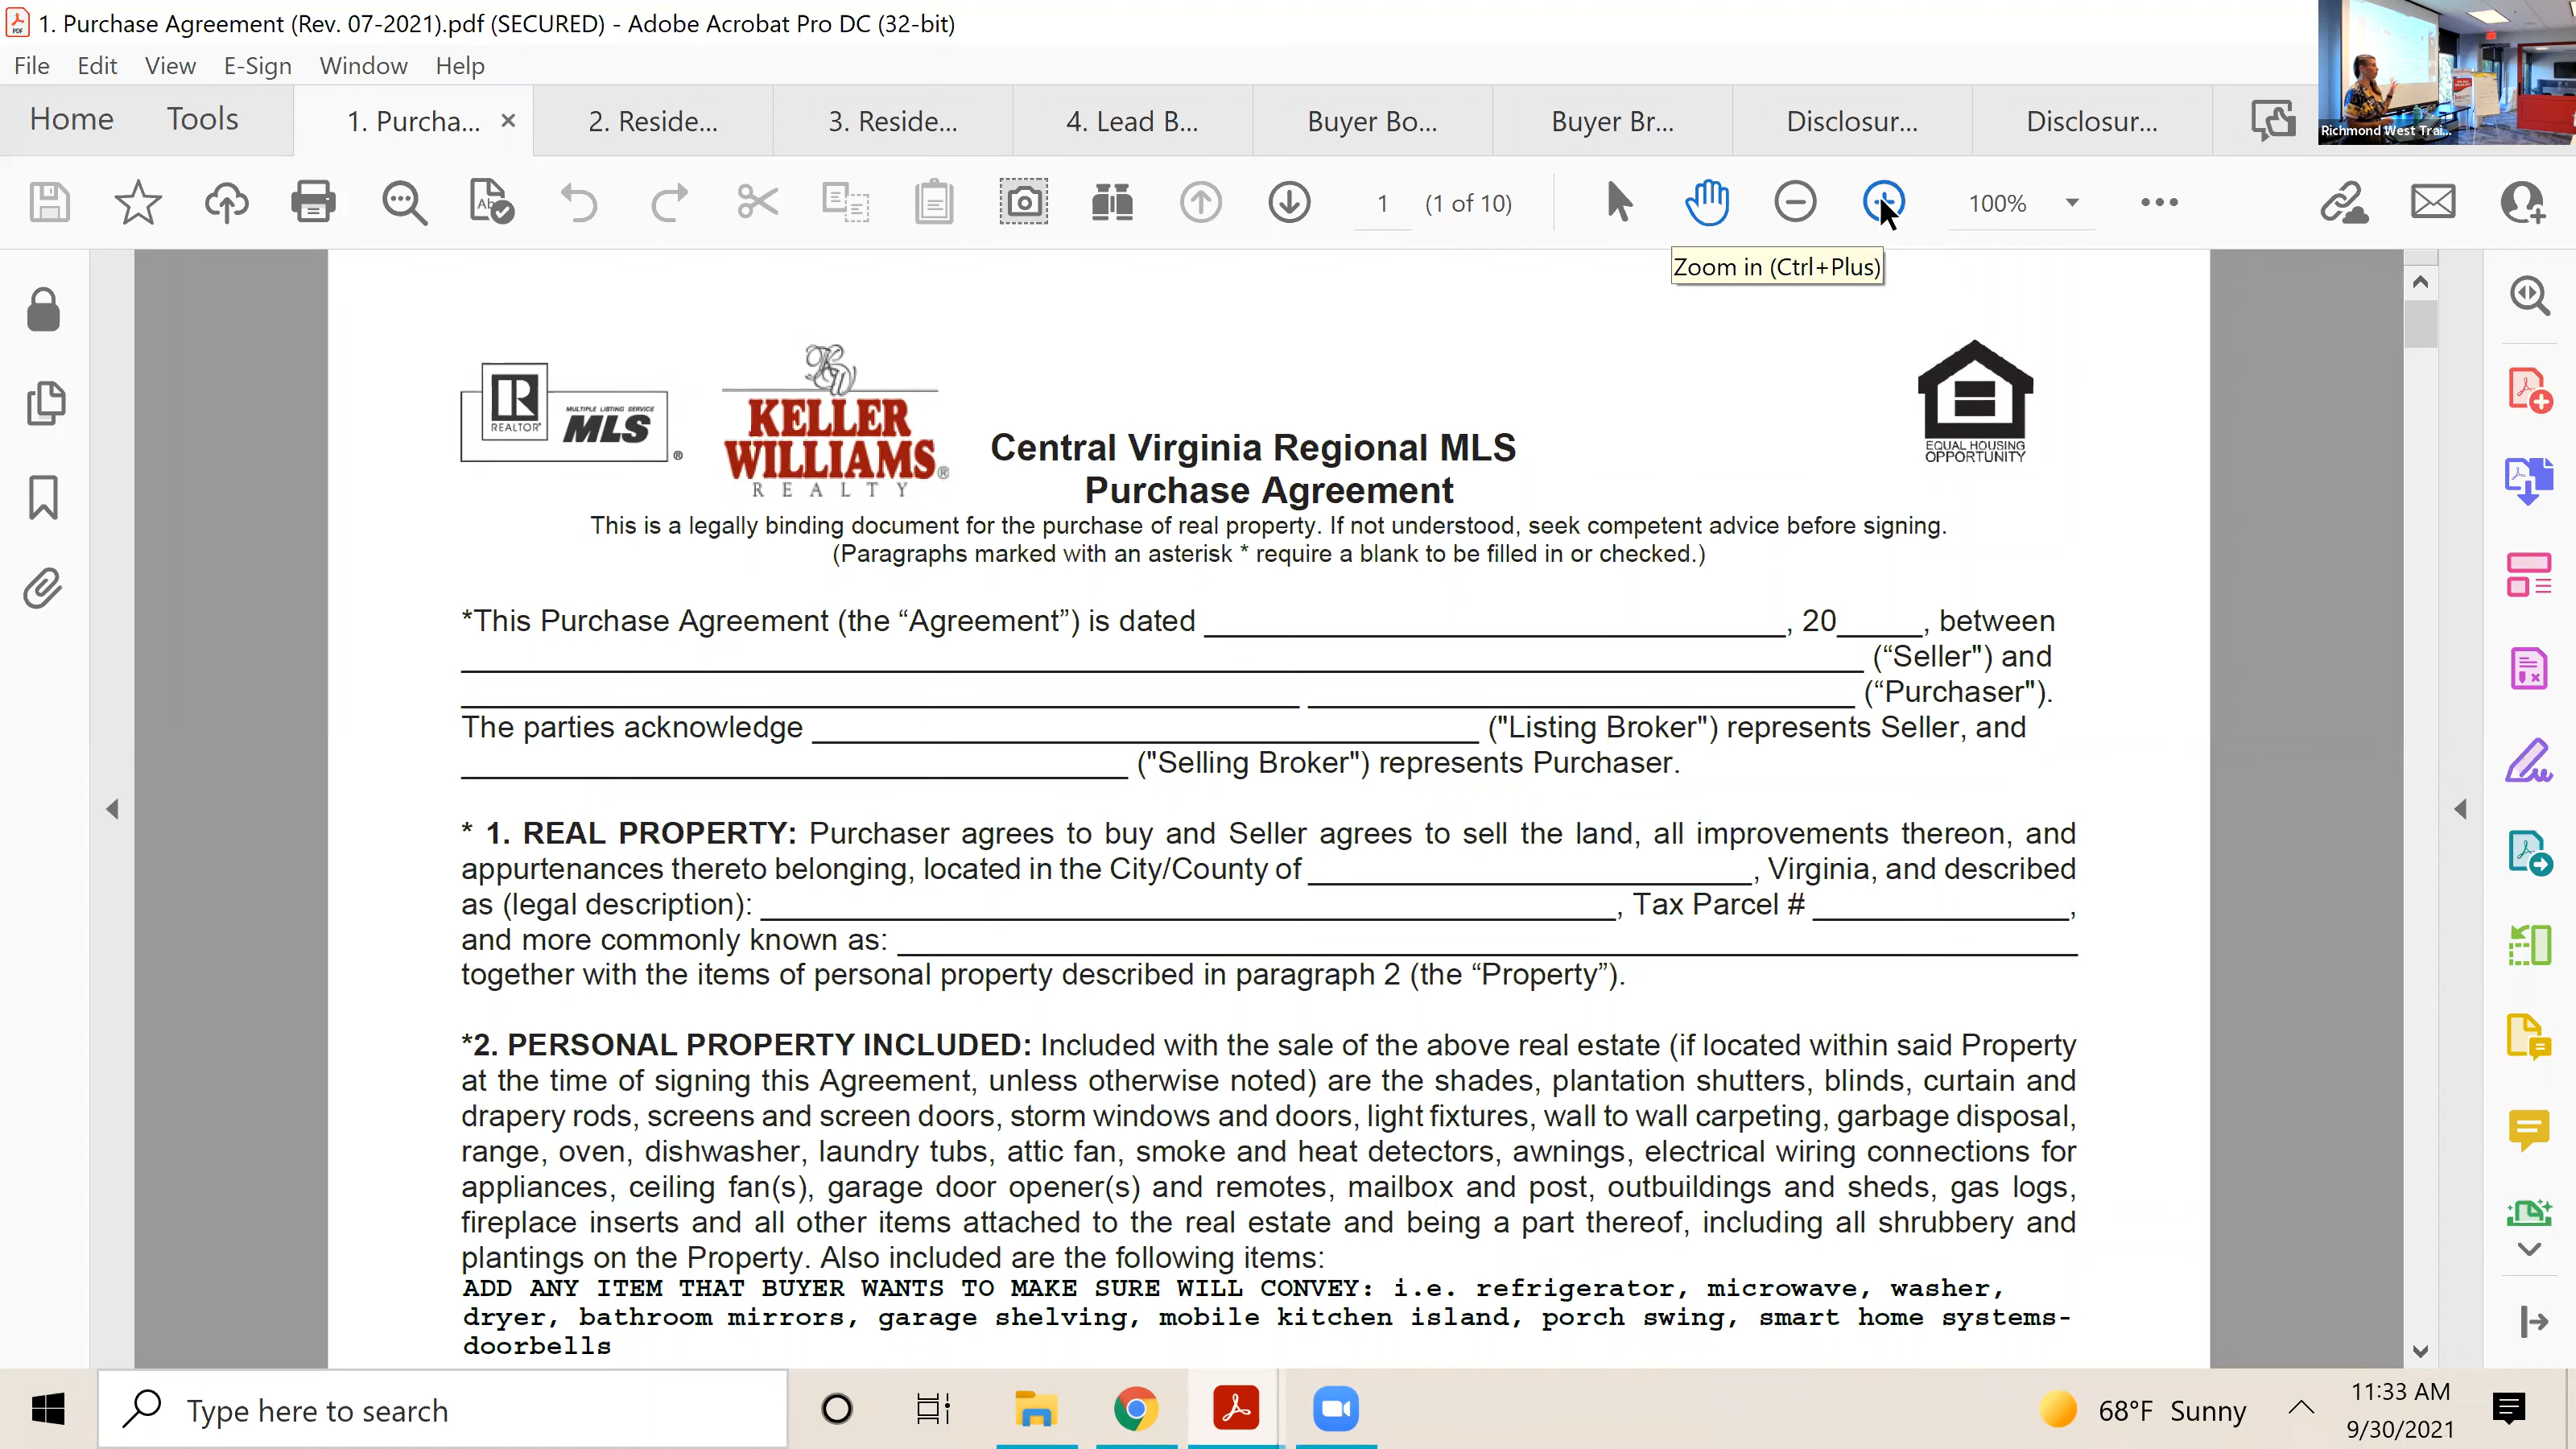 1. Purchase Agreement (Rev. 07-2021).pdf (SECURED) - Adobe Acrobat Pro DC (32-bit)
File Edit View E-Sign Window Help
Home Tools 1. Purcha... × 2. Reside... 3. Reside... 4. Lead B... Buyer Bo... Buyer Br... Disclosur... Disclosur...
Richmond West Trai...
1 (1 of 10) 100%
Zoom in (Ctrl+Plus)
R
REALTOR®
MULTIPLE LISTING SERVICE
MLS
®
KELLER
WILLIAMS®
REALTY
EQUAL HOUSING
OPPORTUNITY
Central Virginia Regional MLS
Purchase Agreement
This is a legally binding document for the purchase of real property. If not understood, seek competent advice before signing.
(Paragraphs marked with an asterisk * require a blank to be filled in or checked.)
*This Purchase Agreement (the “Agreement”) is dated ____________________, 20_____, between
____________________ (“Seller") and
____________________ ____________________ (“Purchaser").
The parties acknowledge ____________________ ("Listing Broker") represents Seller, and
____________________ ("Selling Broker") represents Purchaser.
* 1. REAL PROPERTY: Purchaser agrees to buy and Seller agrees to sell the land, all improvements thereon, and
appurtenances thereto belonging, located in the City/County of ____________________, Virginia, and described
as (legal description): ____________________, Tax Parcel # _______________,
and more commonly known as: ____________________
together with the items of personal property described in paragraph 2 (the “Property”).
*2. PERSONAL PROPERTY INCLUDED: Included with the sale of the above real estate (if located within said Property
at the time of signing this Agreement, unless otherwise noted) are the shades, plantation shutters, blinds, curtain and
drapery rods, screens and screen doors, storm windows and doors, light fixtures, wall to wall carpeting, garbage disposal,
range, oven, dishwasher, laundry tubs, attic fan, smoke and heat detectors, awnings, electrical wiring connections for
appliances, ceiling fan(s), garage door opener(s) and remotes, mailbox and post, outbuildings and sheds, gas logs,
fireplace inserts and all other items attached to the real estate and being a part thereof, including all shrubbery and
plantings on the Property. Also included are the following items:
ADD ANY ITEM THAT BUYER WANTS TO MAKE SURE WILL CONVEY: i.e. refrigerator, microwave, washer,
dryer, bathroom mirrors, garage shelving, mobile kitchen island, porch swing, smart home systems-
doorbells
Type here to search
68°F Sunny
11:33 AM
9/30/2021